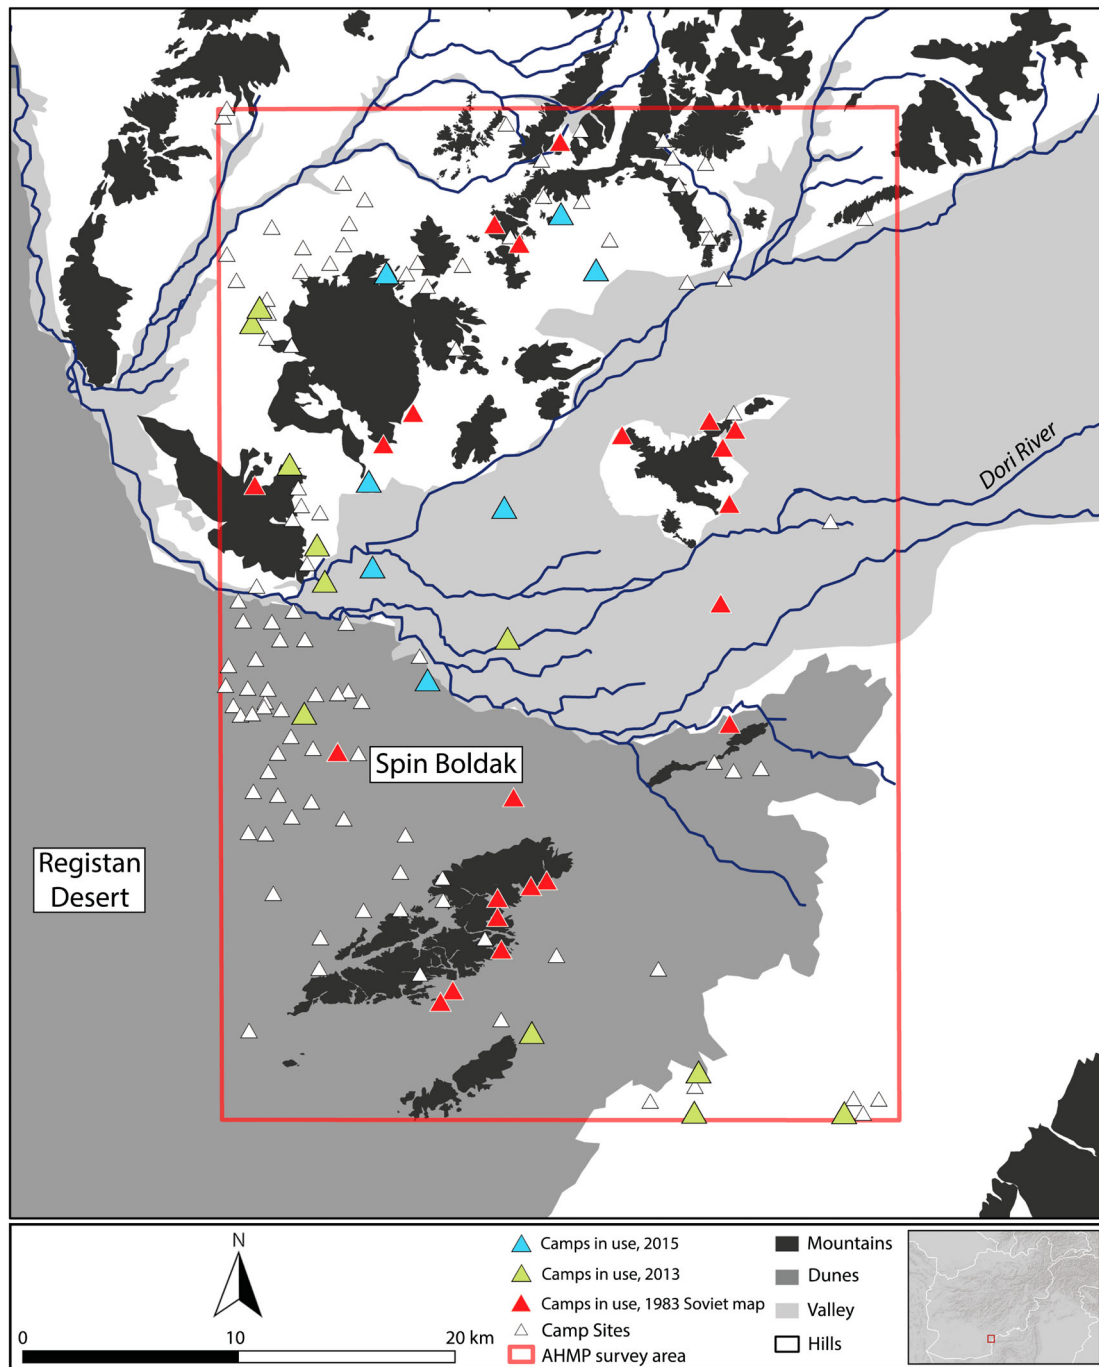 Dori River
Spin Boldak
Registan
Desert
N
0 10 20 km
Camps in use, 2015
Camps in use, 2013
Camps in use, 1983 Soviet map
Camp Sites
AHMP survey area
Mountains
Dunes
Valley
Hills